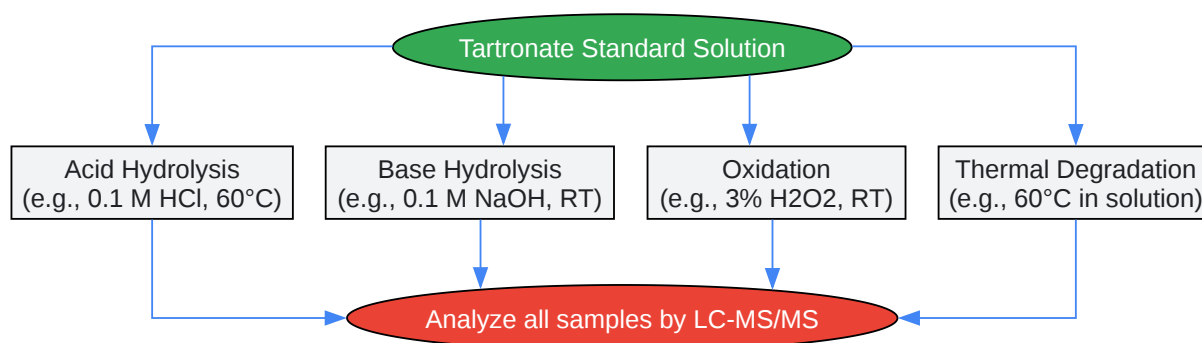 Tartronate Standard Solution
Acid Hydrolysis
(e.g., 0.1 M HCl, 60°C)
Base Hydrolysis
(e.g., 0.1 M NaOH, RT)
Oxidation
(e.g., 3% H2O2, RT)
Thermal Degradation
(e.g., 60°C in solution)
Analyze all samples by LC-MS/MS